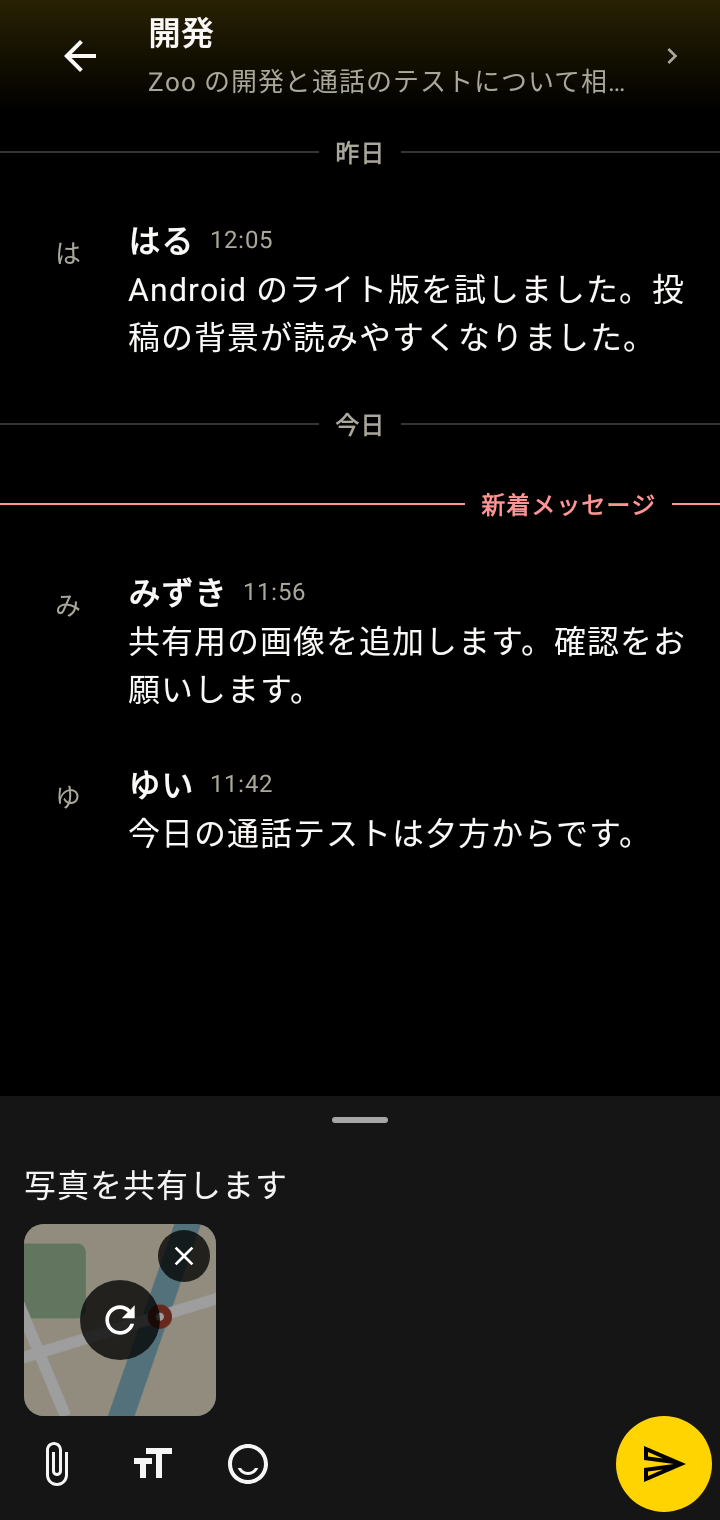 開発
Zoo の開発と通話のテストについて相…
昨日
は
はる 12:05
Android のライト版を試しました。投
稿の背景が読みやすくなりました。
今日
新着メッセージ
み
みずき 11:56
共有用の画像を追加します。確認をお
願いします。
ゆ
ゆい 11:42
今日の通話テストは夕方からです。
写真を共有します